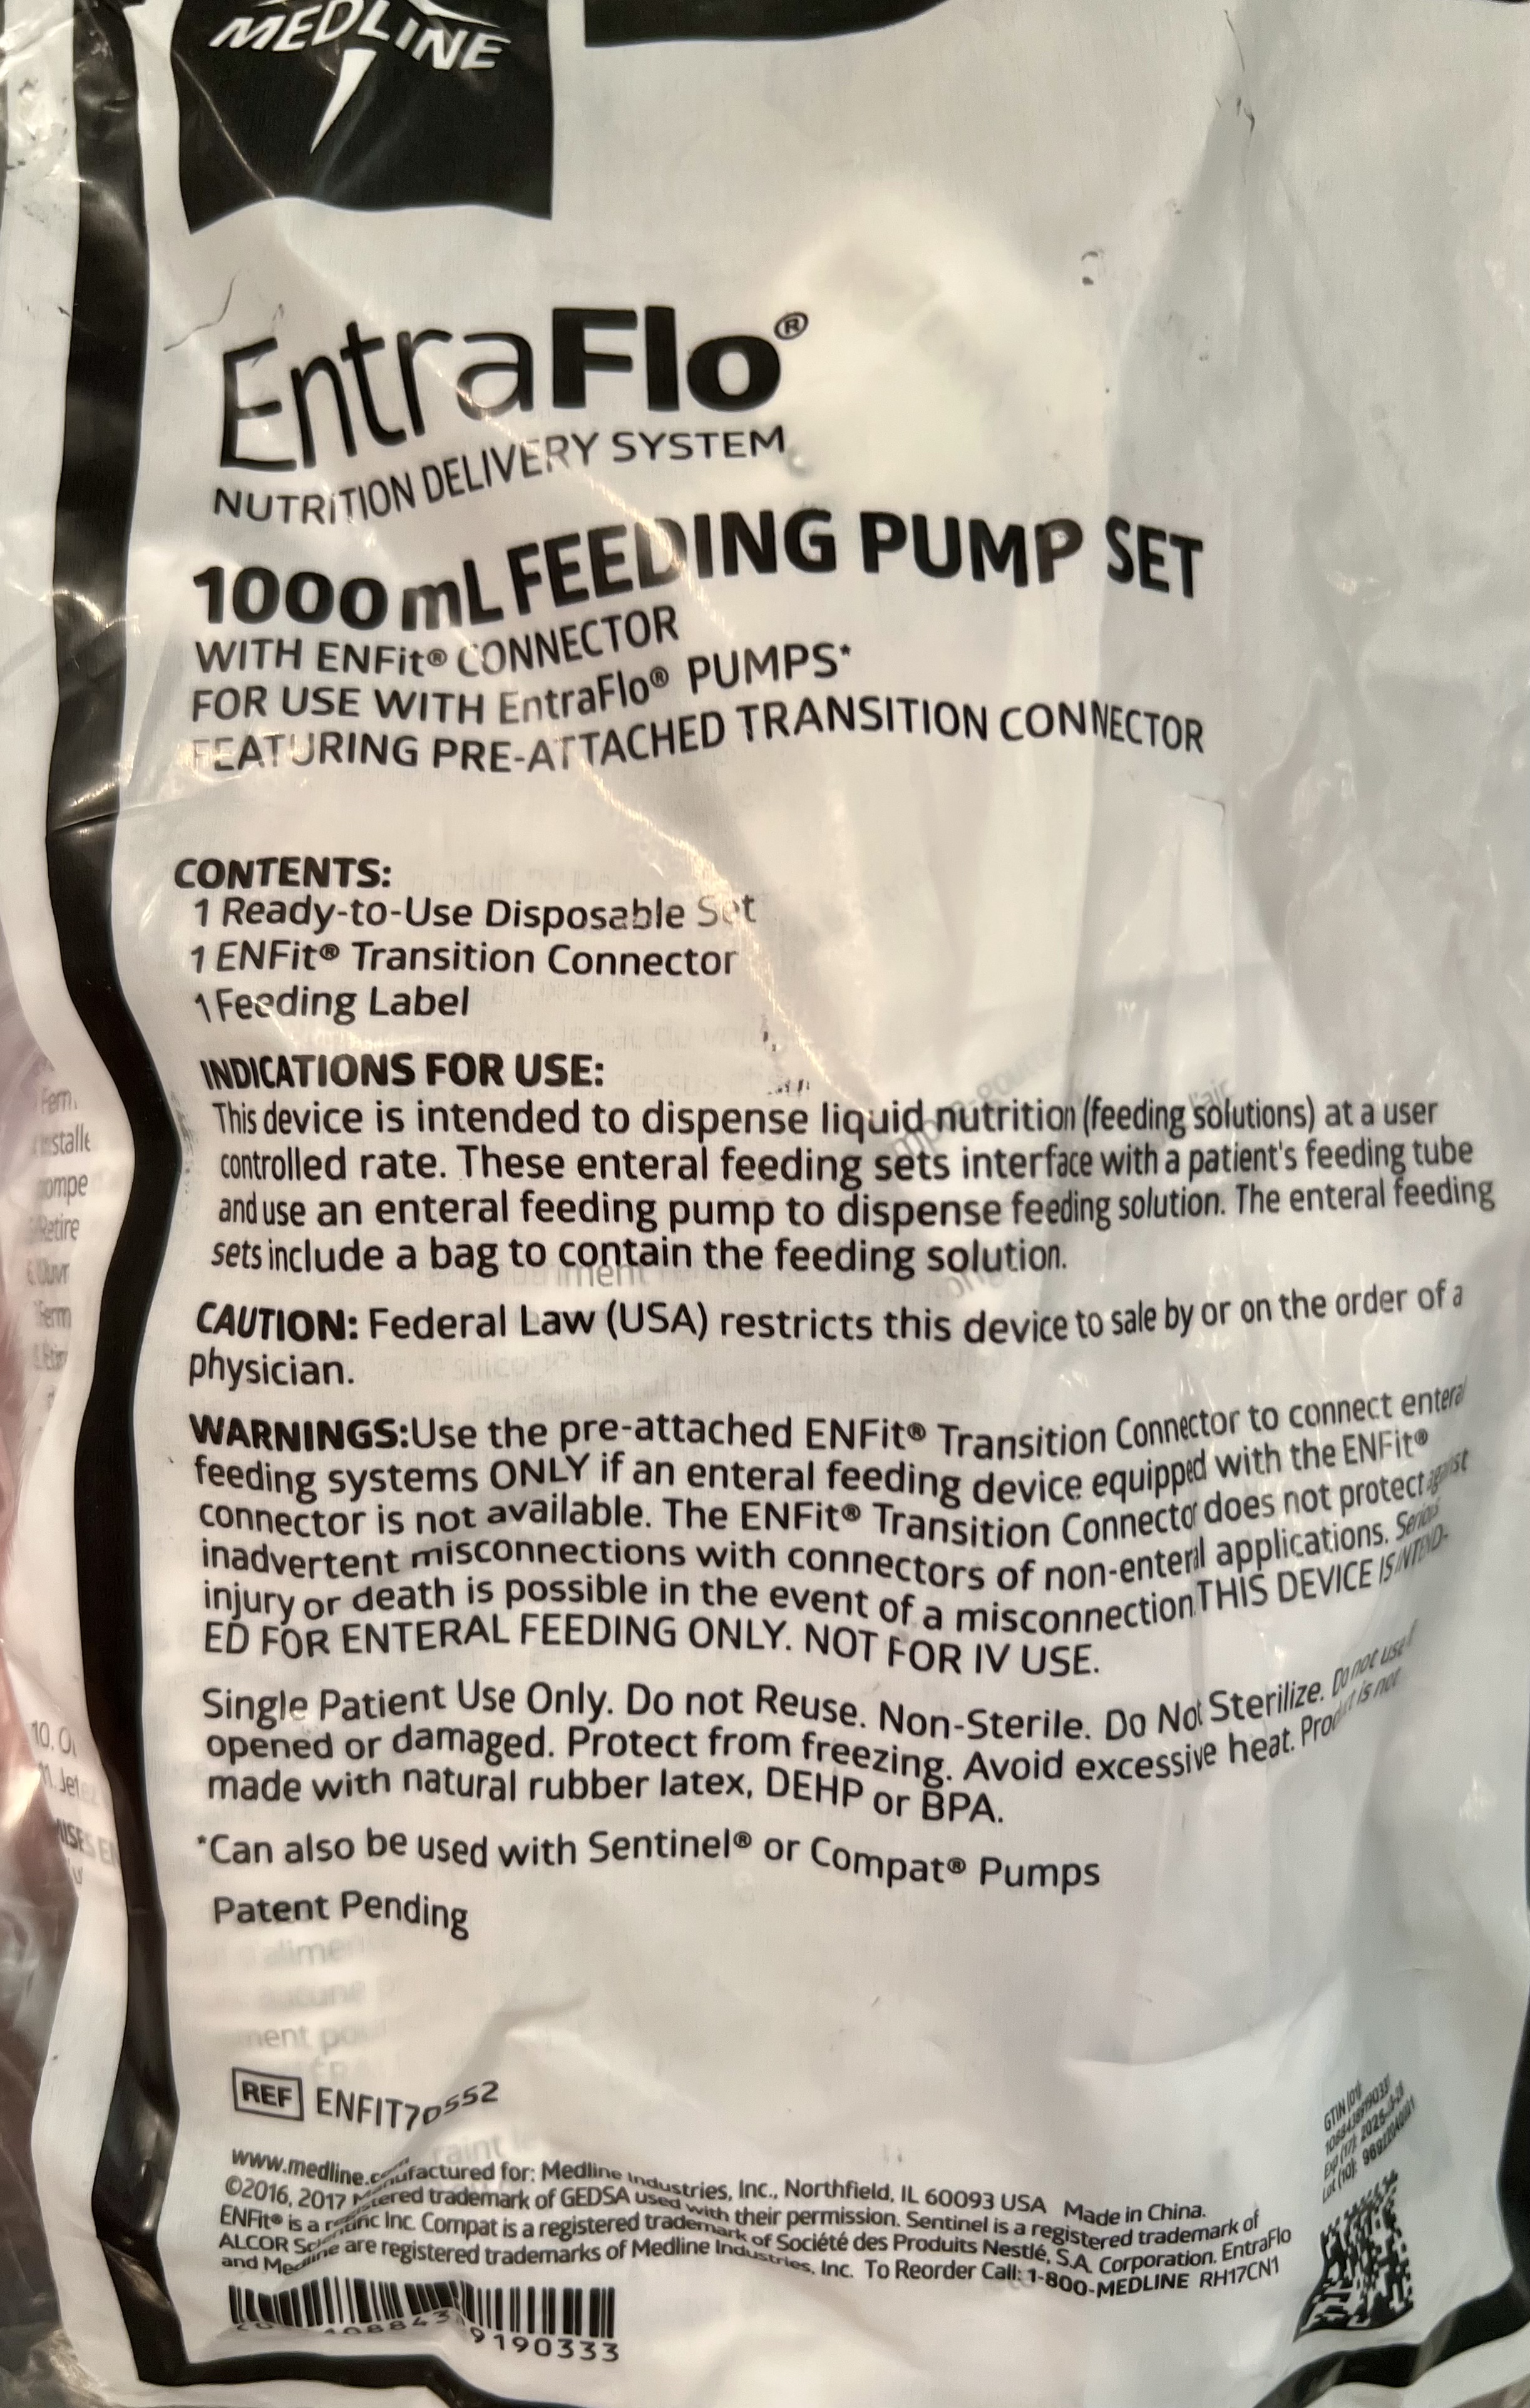 MEDLINE
EntraFlo®
NUTRITION DELIVERY SYSTEM
1000 mL FEEDING PUMP SET
WITH ENFit® CONNECTOR
FOR USE WITH EntraFlo® PUMPS*
FEATURING PRE-ATTACHED TRANSITION CONNECTOR
CONTENTS:
1 Ready-to-Use Disposable Set
1 ENFit® Transition Connector
1 Feeding Label
INDICATIONS FOR USE:
This device is intended to dispense liquid nutrition (feeding solutions) at a user
controlled rate. These enteral feeding sets interface with a patient's feeding tube
and use an enteral feeding pump to dispense feeding solution. The enteral feeding
sets include a bag to contain the feeding solution.
CAUTION: Federal Law (USA) restricts this device to sale by or on the order of a
physician.
WARNINGS: Use the pre-attached ENFit® Transition Connector to connect enteral
feeding systems ONLY if an enteral feeding device equipped with the ENFit®
connector is not available. The ENFit® Transition Connector does not protect against
inadvertent misconnections with connectors of non-enteral applications. Serious
injury or death is possible in the event of a misconnection. THIS DEVICE IS INTEND-
ED FOR ENTERAL FEEDING ONLY. NOT FOR IV USE.
Single Patient Use Only. Do not Reuse. Non-Sterile. Do Not Sterilize. Do not use if
opened or damaged. Protect from freezing. Avoid excessive heat. Product is not
made with natural rubber latex, DEHP or BPA.
*Can also be used with Sentinel® or Compat® Pumps
Patent Pending
REF ENFIT70552
www.medline.
©2016, 2017 for: Medline Industries, Inc., Northfield, IL 60093 USA Made in China.
ENFit® is a registered trademark of GEDSA used with their permission. Sentinel is a registered trademark of
ALCOR Inc. Compat is a registered trademark of Société des Produits Nestlé, S.A. Corporation. EntraFlo
and Medline are registered trademarks of Medline Industries, Inc. To Reorder Call: 1-800-MEDLINE RH17CN1
9190333
GTIN (01):
Exp (17):
Lot (10):